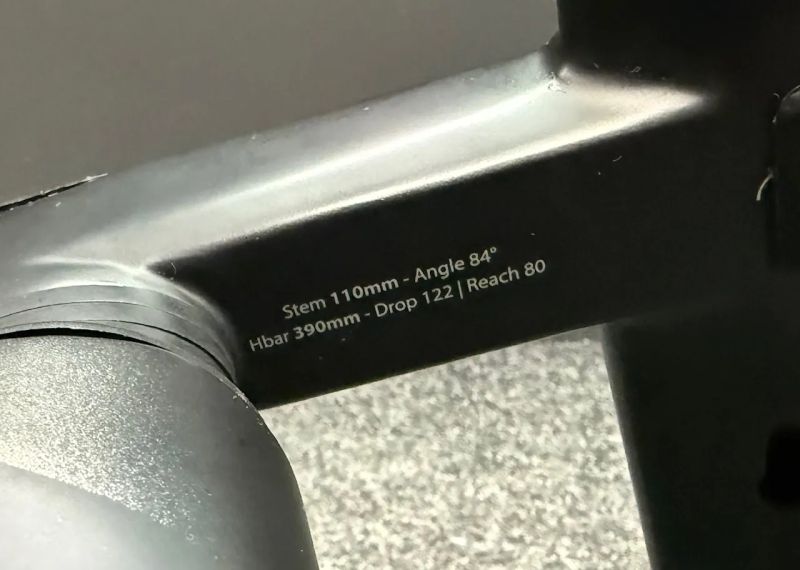 Stem 110mm - Angle 84°
Hbar 390mm - Drop 122 | Reach 80